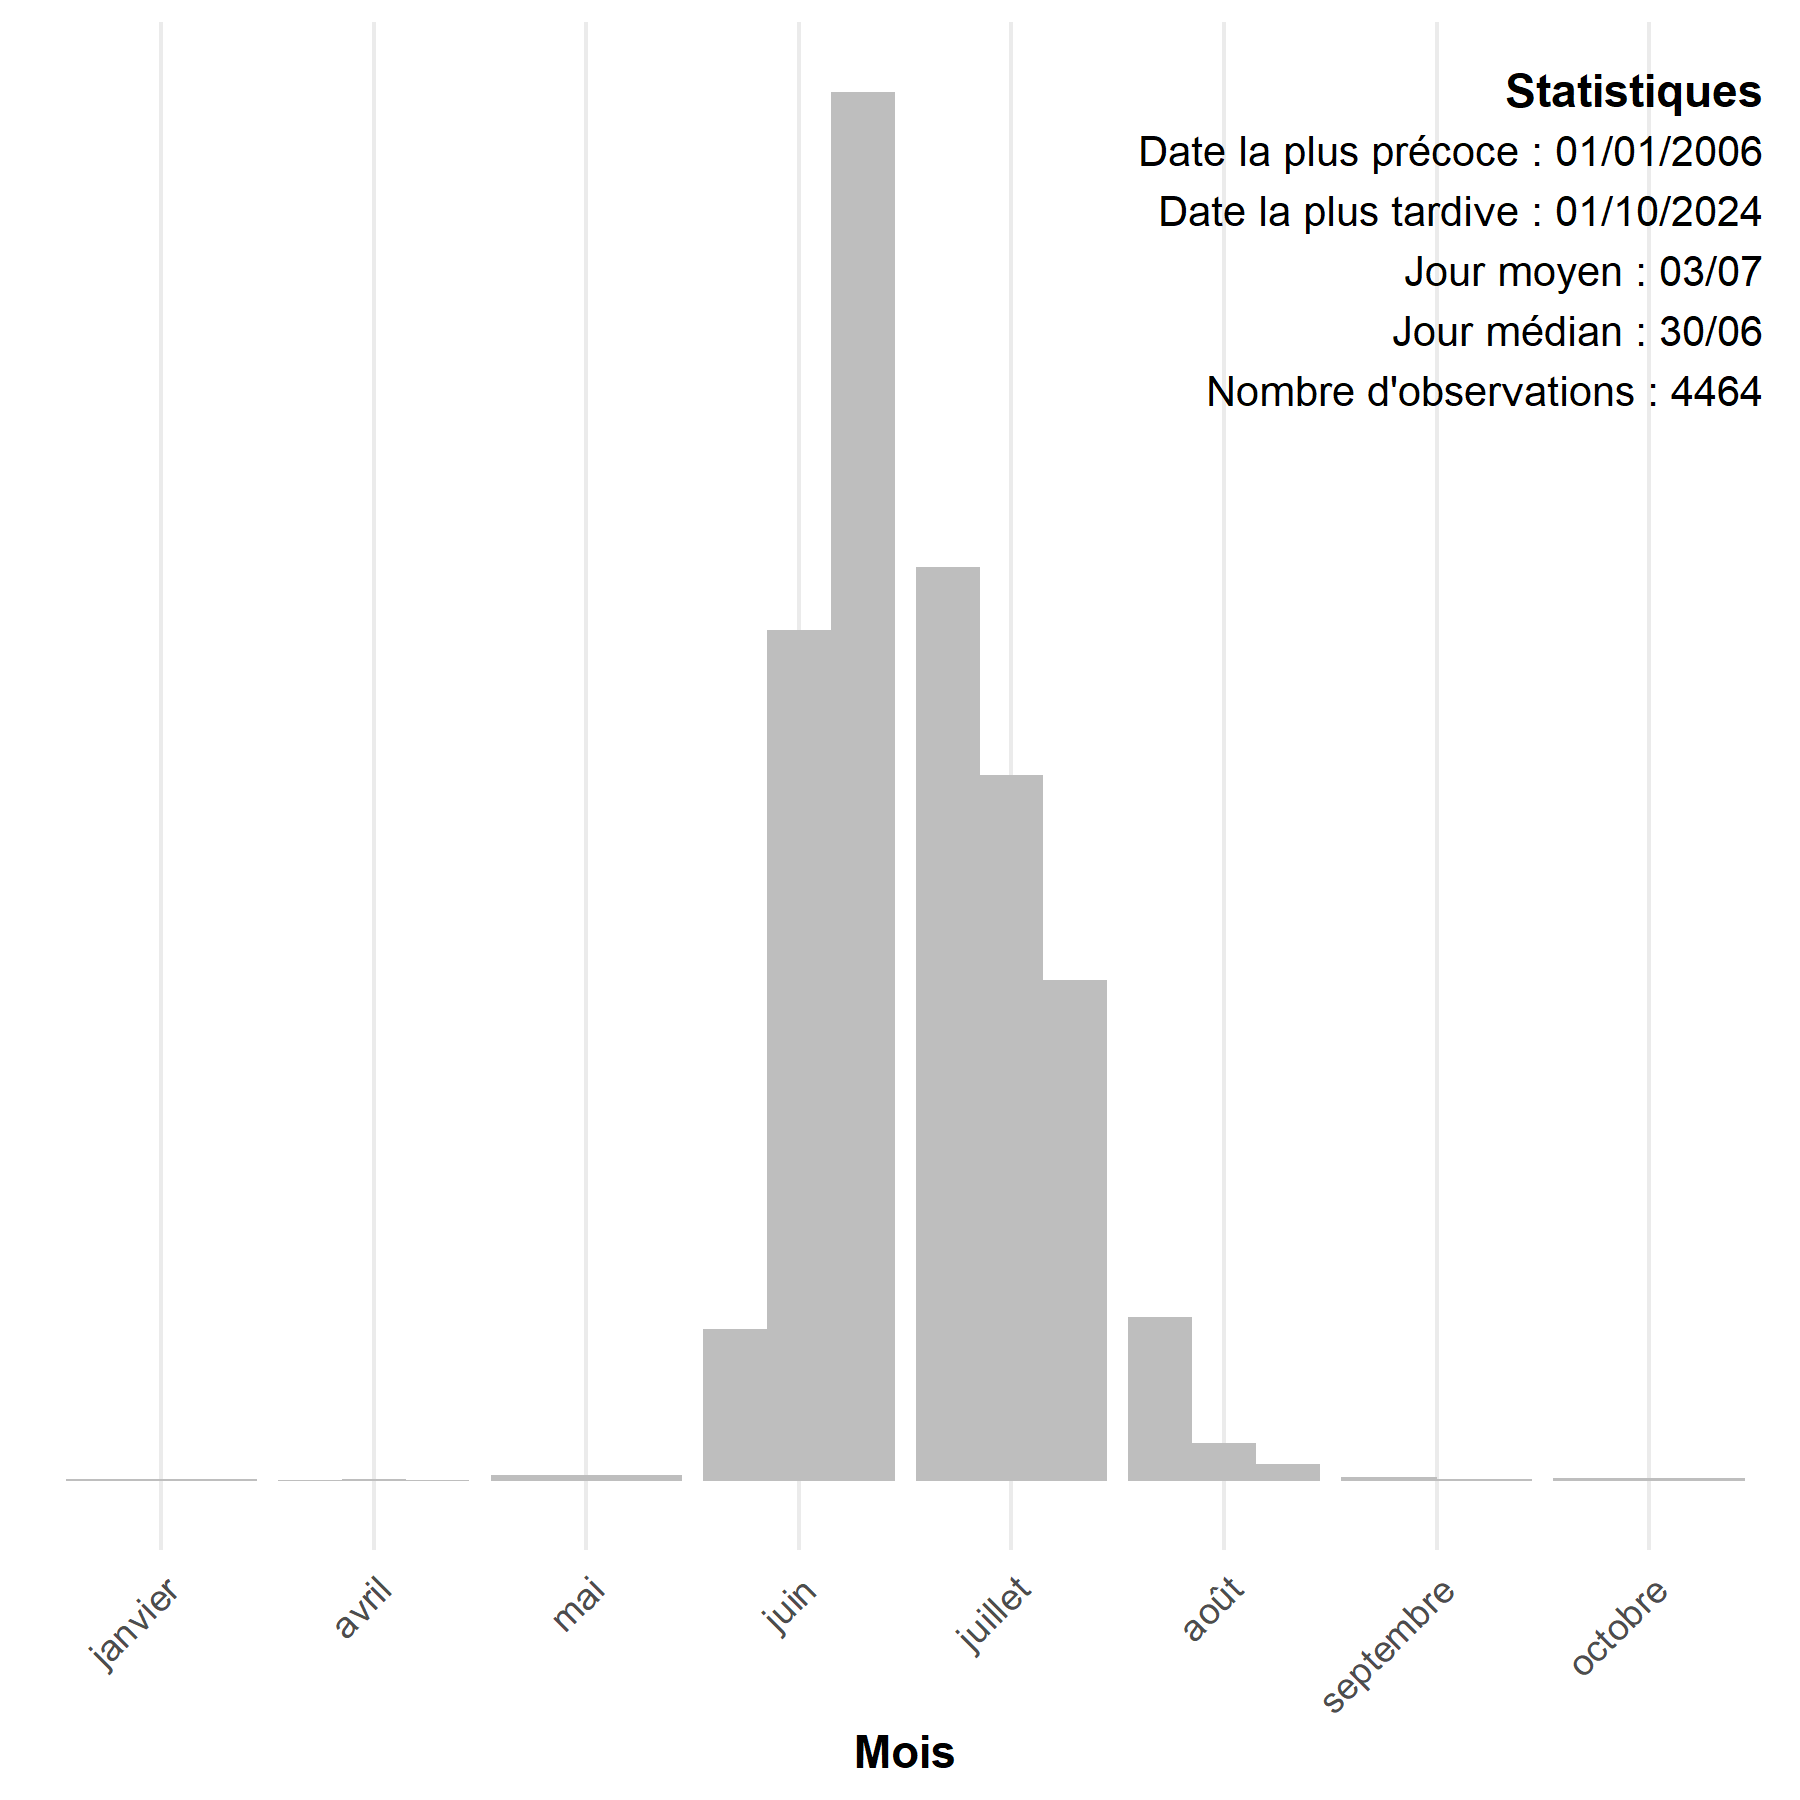 Statistiques
Date la plus précoce : 01/01/2006
Date la plus tardive : 01/10/2024
Jour moyen : 03/07
Jour médian : 30/06
Nombre d'observations : 4464
janvier
avril
mai
juin
juillet
août
septembre
octobre
Mois